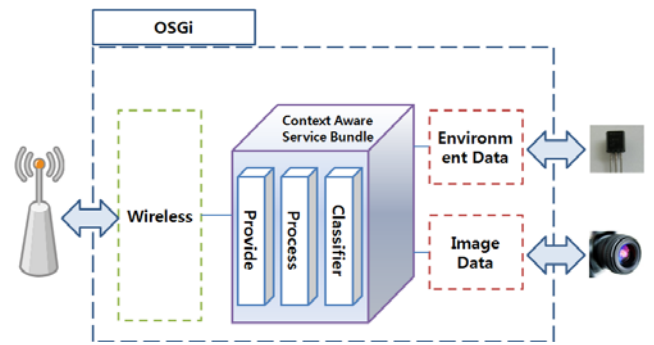 OSGi
Context Aware
Service Bundle
Wireless
Provide
Process
Classifier
Environm
ent Data
Image
Data